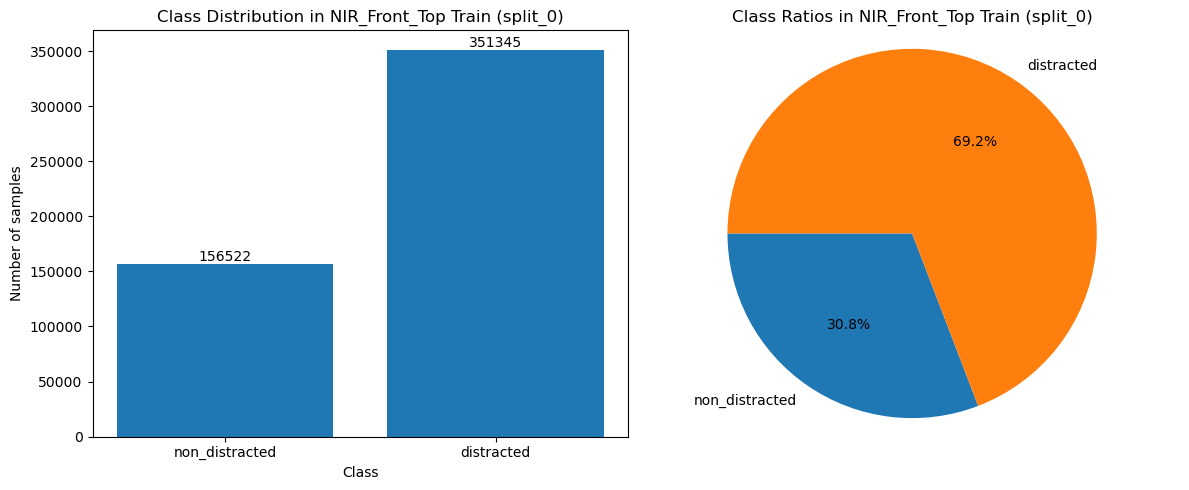 Class Distribution in NIR_Front_Top Train (split_0)
351345
156522
350000
300000
250000
200000
150000
100000
50000
0
Number of samples
non_distracted
distracted
Class
Class Ratios in NIR_Front_Top Train (split_0)
distracted
69.2%
30.8%
non_distracted